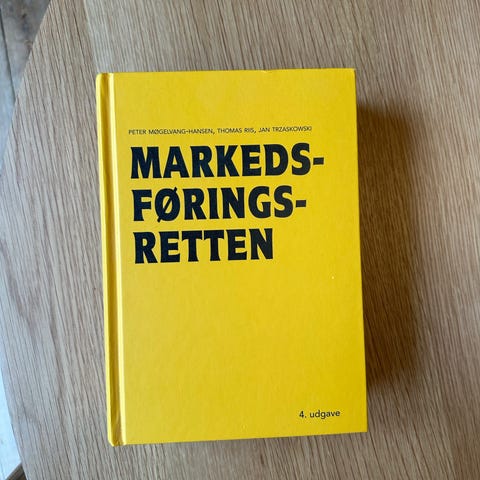 PETER MØGELVANG-HANSEN, THOMAS RIIS, JAN TRZASKOWSKI
MARKEDS-
FØRINGS-
RETTEN
4. udgave